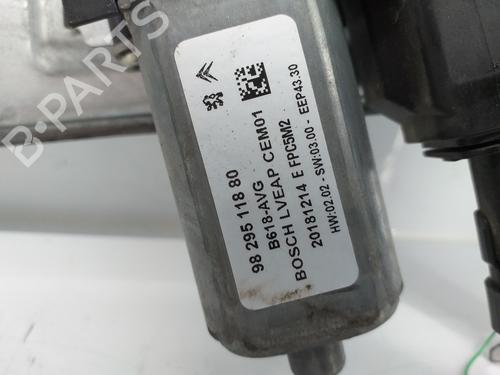 98 295 118 80
B618-AVG
BOSCH LVEAP CEM01
20181214 E FPC5M2
HW:02.02 - SW:03.00 - EEP43.30
B-PARTS